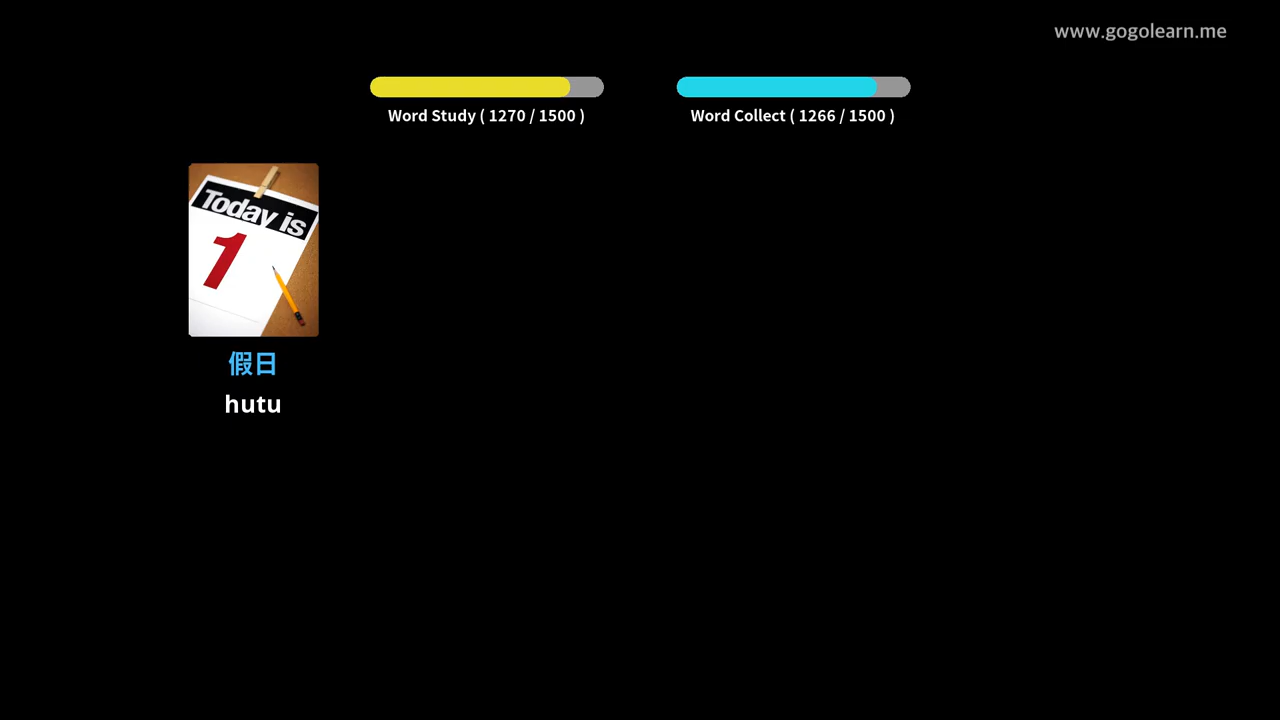 www.gogolearn.me
Word Study ( 1270 / 1500 )
Word Collect ( 1266 / 1500 )
Today is
1
假日
hutu